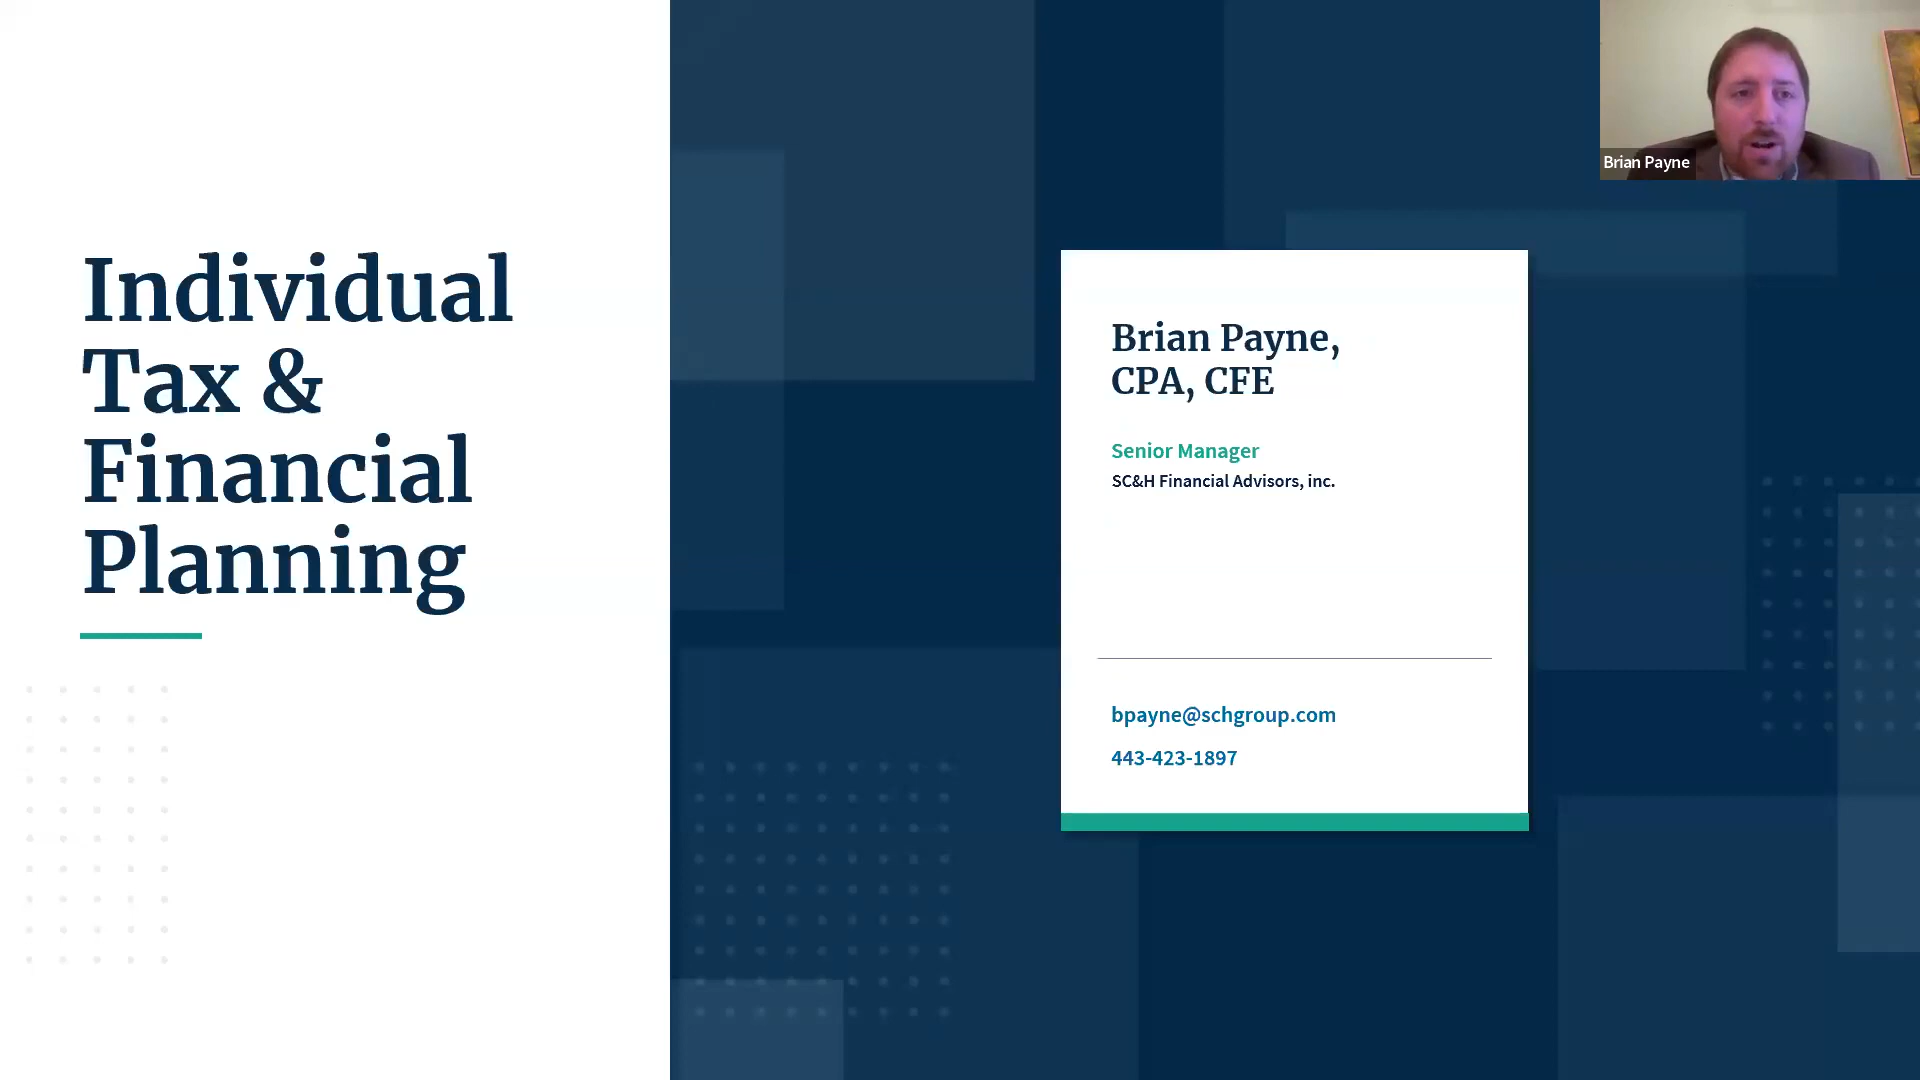 Individual
Tax &
Financial
Planning
Brian Payne,
CPA, CFE
Senior Manager
SC&H Financial Advisors, inc.
bpayne@schgroup.com
443-423-1897
Brian Payne